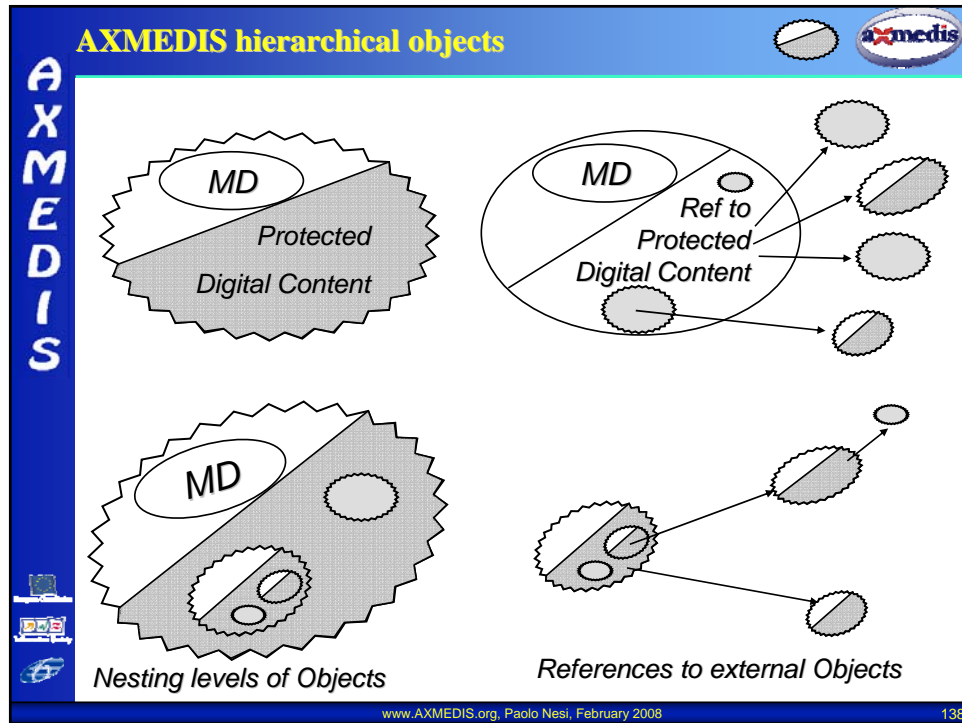 AXMEDIS hierarchical objects
axmedis
AXMEDIS
MD
Protected
Digital Content
MD
Ref to
Protected
Digital Content
MD
Nesting levels of Objects
References to external Objects
www.AXMEDIS.org, Paolo Nesi, February 2008
138